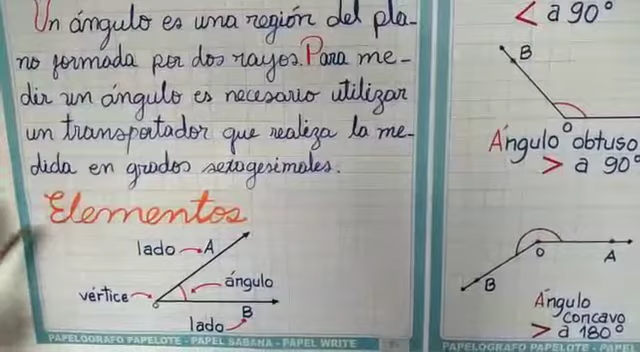 Un ángulo es una región del pla-
no formada por dos rayos. Para me-
dir un ángulo es necesario utilizar
un transportador que realiza la me-
dida en grados sexagesimales.
Elementos
lado A
ángulo
vértice
B
lado
PAPELOGRAFO PAPELOTE - PAPEL SABANA - PAPEL WRITE
< a 90°
B
O
Ángulo obtuso
> a 90°
O
A
B
Ángulo
concavo
> a 180°
PAPELOGRAFO PAPELOTE - PAPEL